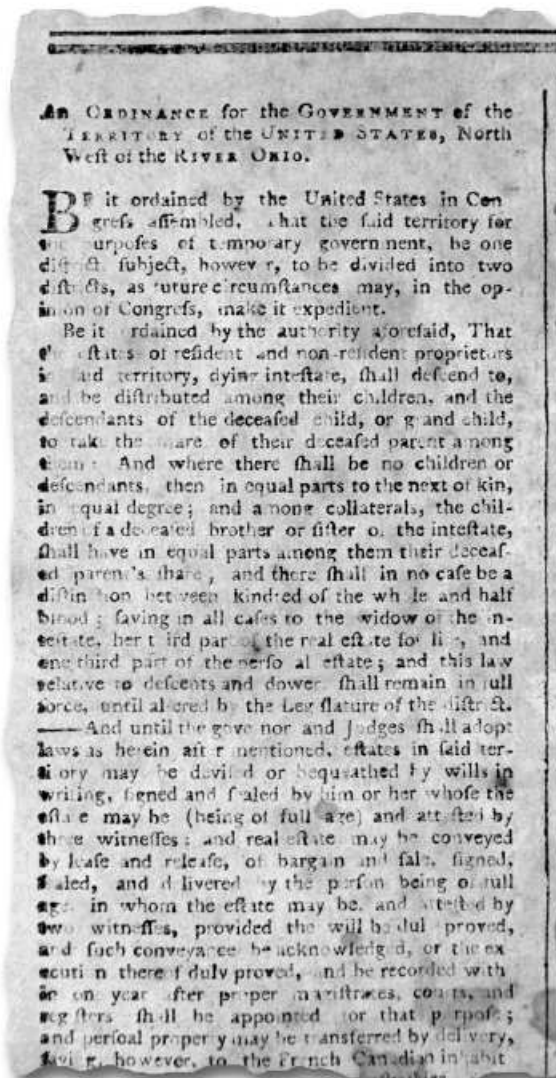 An ORDINANCE for the GOVERNMENT of the
TERRITORY of the UNITED STATES, North
West of the RIVER OHIO.
BE it ordained by the United States in Con
greſs aſſembled, that the ſaid territory for
the purpoſes of temporary government, be one
diſtrict ſubject, however, to be divided into two
diſtricts, as future circumſtances may, in the op-
inion of Congreſs, make it expedient.
Be it ordained by the authority aforeſaid, That
the eſtates of reſident and non-reſident proprietors
in ſaid territory, dying inteſtate, ſhall deſcend to,
and be diſtributed among their children, and the
deſcendants of the deceaſed child, or grand child,
to take the ſhare of their deceaſed parent among
them: And where there ſhall be no children or
deſcendants, then in equal parts to the next of kin,
in equal degree; and among collaterals, the chil-
dren of a deceaſed brother or ſiſter of the inteſtate,
ſhall have in equal parts among them their deceaſ-
ed parent's ſhare; and there ſhall in no caſe be a
diſtinction between kindred of the whole and half
blood; ſaving in all caſes to the widow of the in-
teſtate, her third part of the real eſtate for life, and
one third part of the perſonal eſtate; and this law
relative to deſcents and dower, ſhall remain in full
force, until altered by the Legiſlature of the diſtrict.
——And until the governor and Judges ſhall adopt
laws as herein after mentioned, eſtates in ſaid ter-
ritory may be deviſed or bequeathed by wills in
writing, ſigned and ſealed by him or her whoſe the
eſtate may be (being of full age) and atteſted by
three witneſſes; and real eſtate may be conveyed
by leaſe and releaſe, or bargain and ſale, ſigned,
ſealed, and delivered by the perſon being of full
age, in whom the eſtate may be, and atteſted by
two witneſſes, provided the will be duly proved,
and ſuch conveyance be acknowledged, or the ex
ecution thereof duly proved, and be recorded with
in one year after proper magiſtrates, courts, and
regiſters ſhall be appointed for that purpoſe;
and perſoal property may be transferred by delivery,
ſaving, however, to the French Canadian inhabit